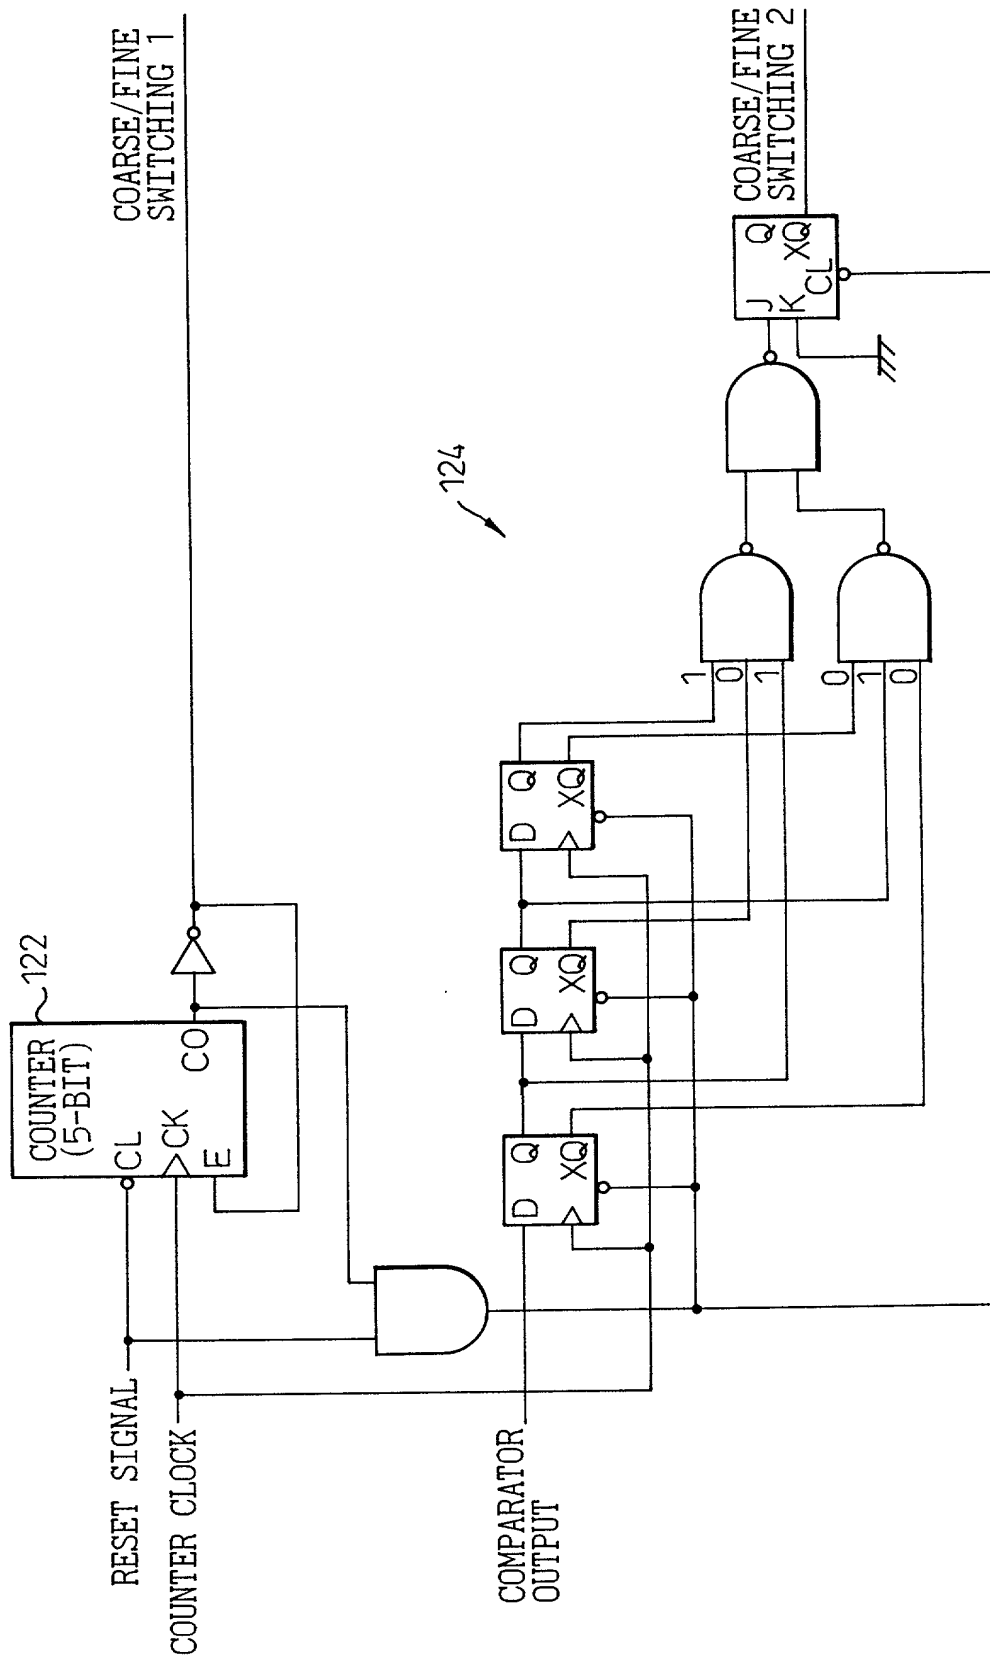 COARSE/FINE
SWITCHING 1
122
COUNTER
(5-BIT)
CL
CK
E
CO
RESET SIGNAL
COUNTER CLOCK
124
COARSE/FINE
SWITCHING 2
COMPARATOR
OUTPUT
D Q
XQ
D Q
XQ
D Q
XQ
1
0
1
0
1
0
J Q
K XQ
CL